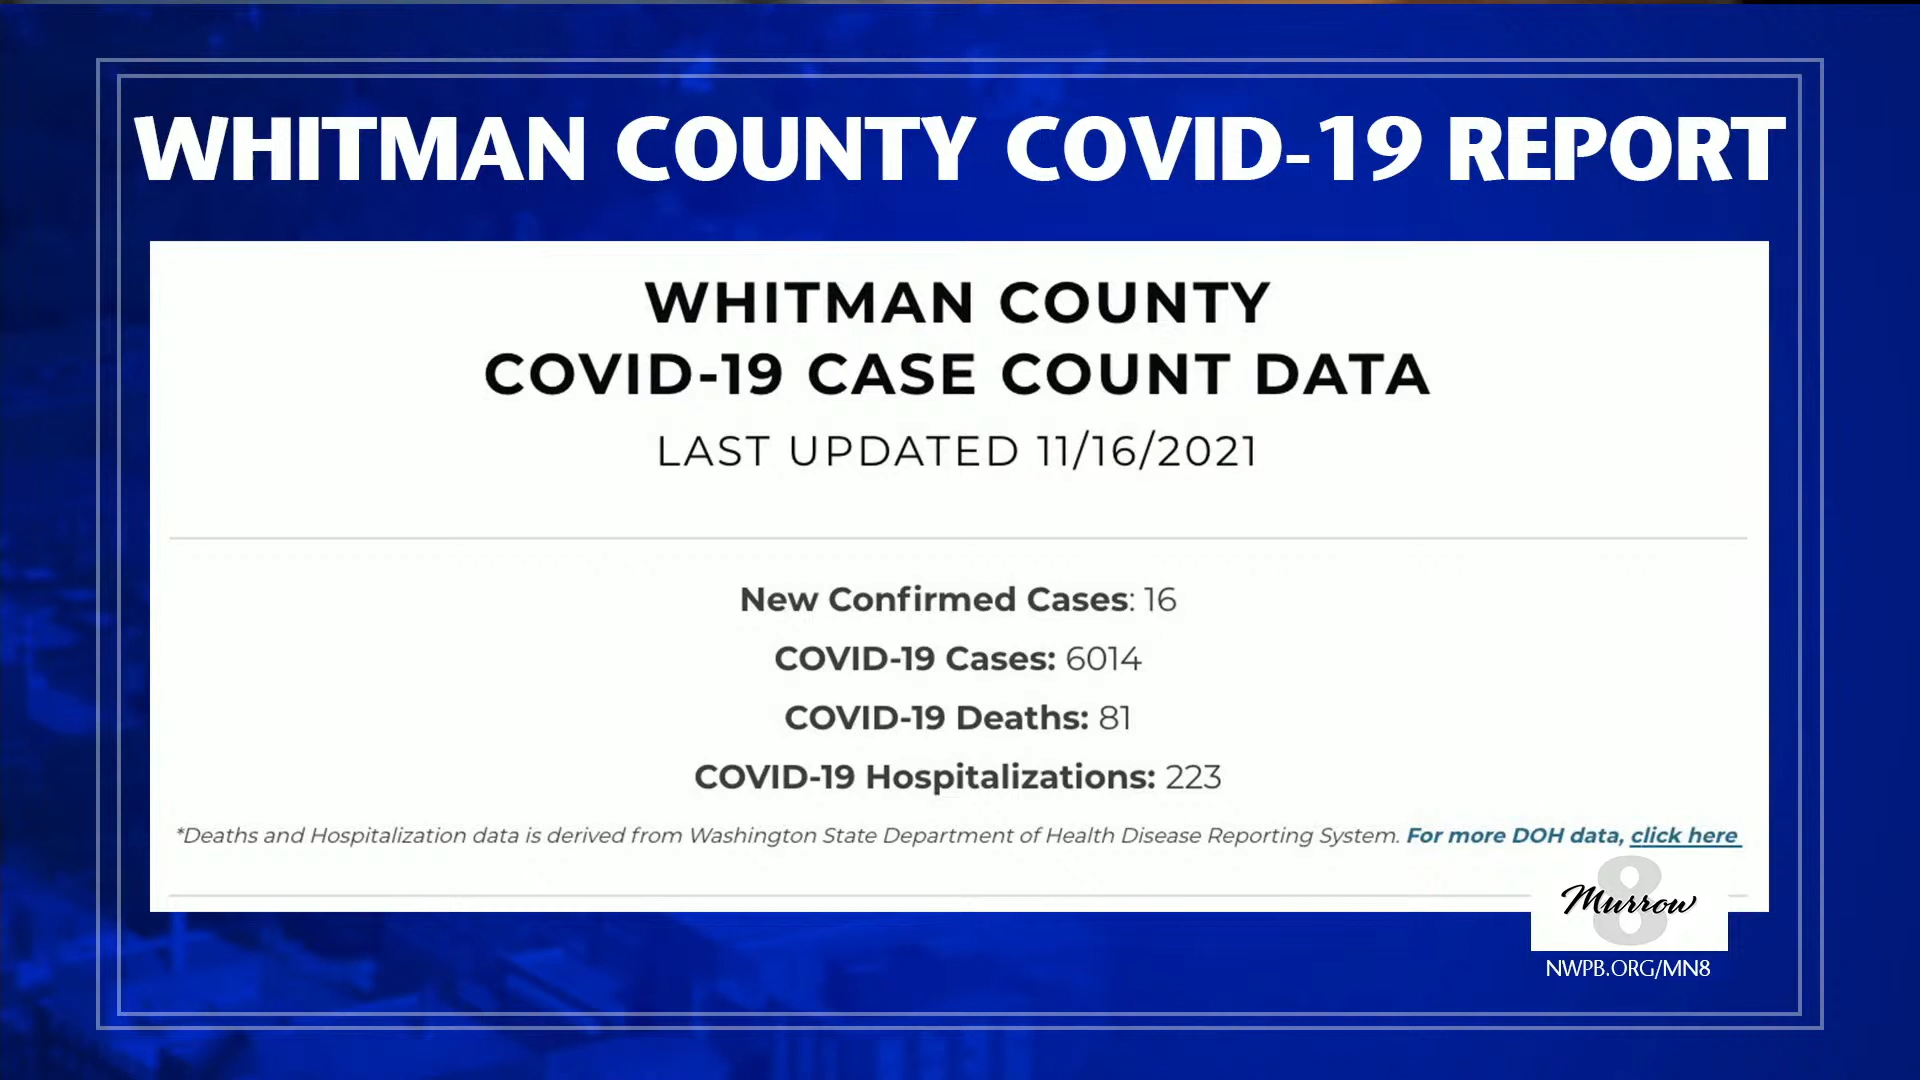 WHITMAN COUNTY COVID-19 REPORT
WHITMAN COUNTY
COVID-19 CASE COUNT DATA
LAST UPDATED 11/16/2021
New Confirmed Cases: 16
COVID-19 Cases: 6014
COVID-19 Deaths: 81
COVID-19 Hospitalizations: 223
*Deaths and Hospitalization data is derived from Washington State Department of Health Disease Reporting System. For more DOH data, click here
8
Murrow
NWPB.ORG/MN8